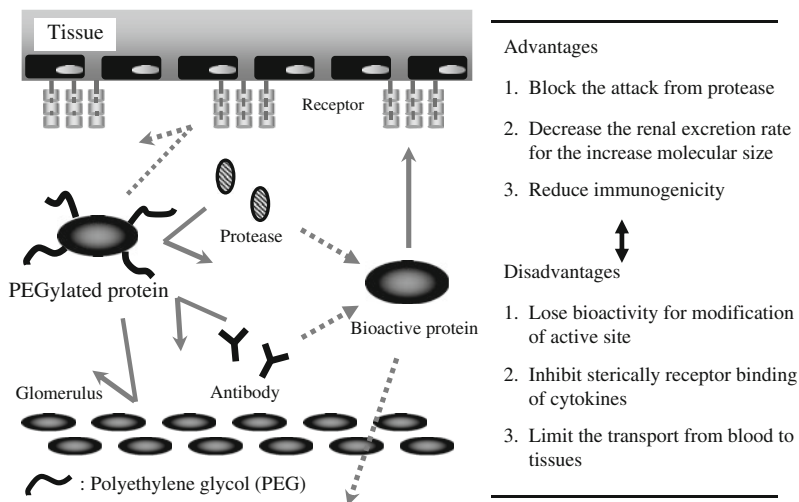 Tissue
Receptor
Protease
PEGylated protein
Bioactive protein
Glomerulus
Antibody
: Polyethylene glycol (PEG)
Advantages
1. Block the attack from protease
2. Decrease the renal excretion rate
for the increase molecular size
3. Reduce immunogenicity
Disadvantages
1. Lose bioactivity for modification
of active site
2. Inhibit sterically receptor binding
of cytokines
3. Limit the transport from blood to
tissues